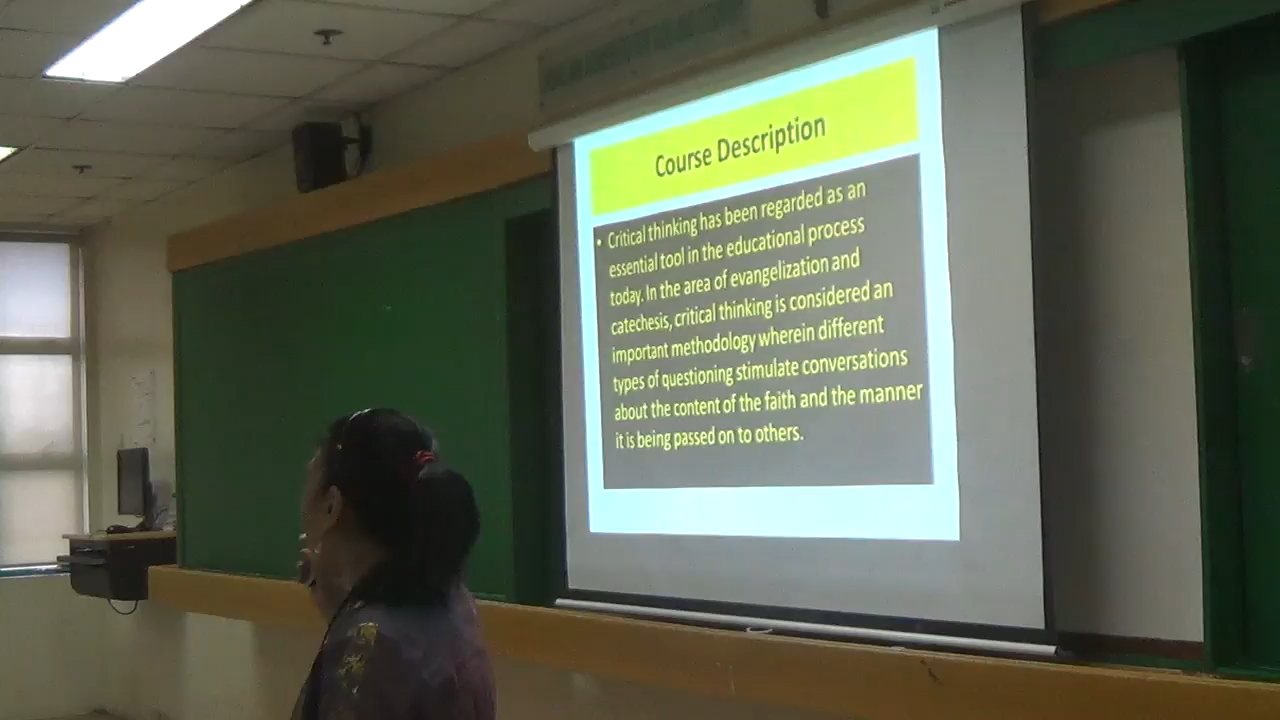 Course Description
• Critical thinking has been regarded as an
essential tool in the educational process
today. In the area of evangelization and
catechesis, critical thinking is considered an
important methodology wherein different
types of questioning stimulate conversations
about the content of the faith and the manner
it is being passed on to others.